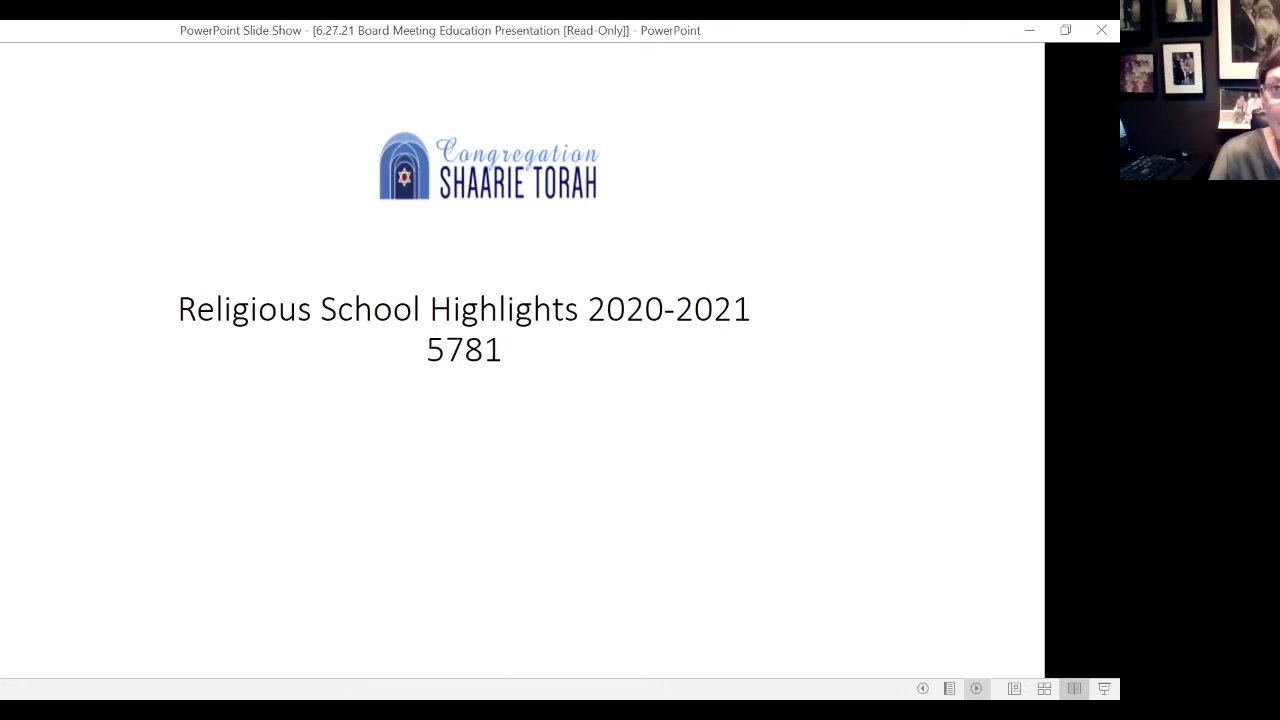 PowerPoint Slide Show - [6.27.21 Board Meeting Education Presentation [Read-Only]] - PowerPoint
Congregation
SHAARIE TORAH
Religious School Highlights 2020-2021
5781